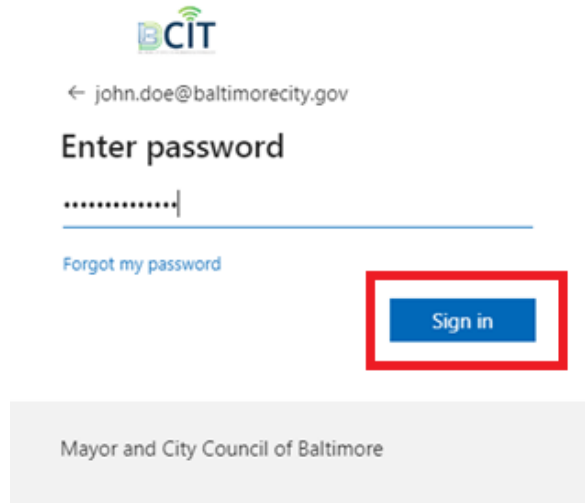 BCIT
← john.doe@baltimorecity.gov
Enter password
••••••••••••••
Forgot my password
Sign in
Mayor and City Council of Baltimore